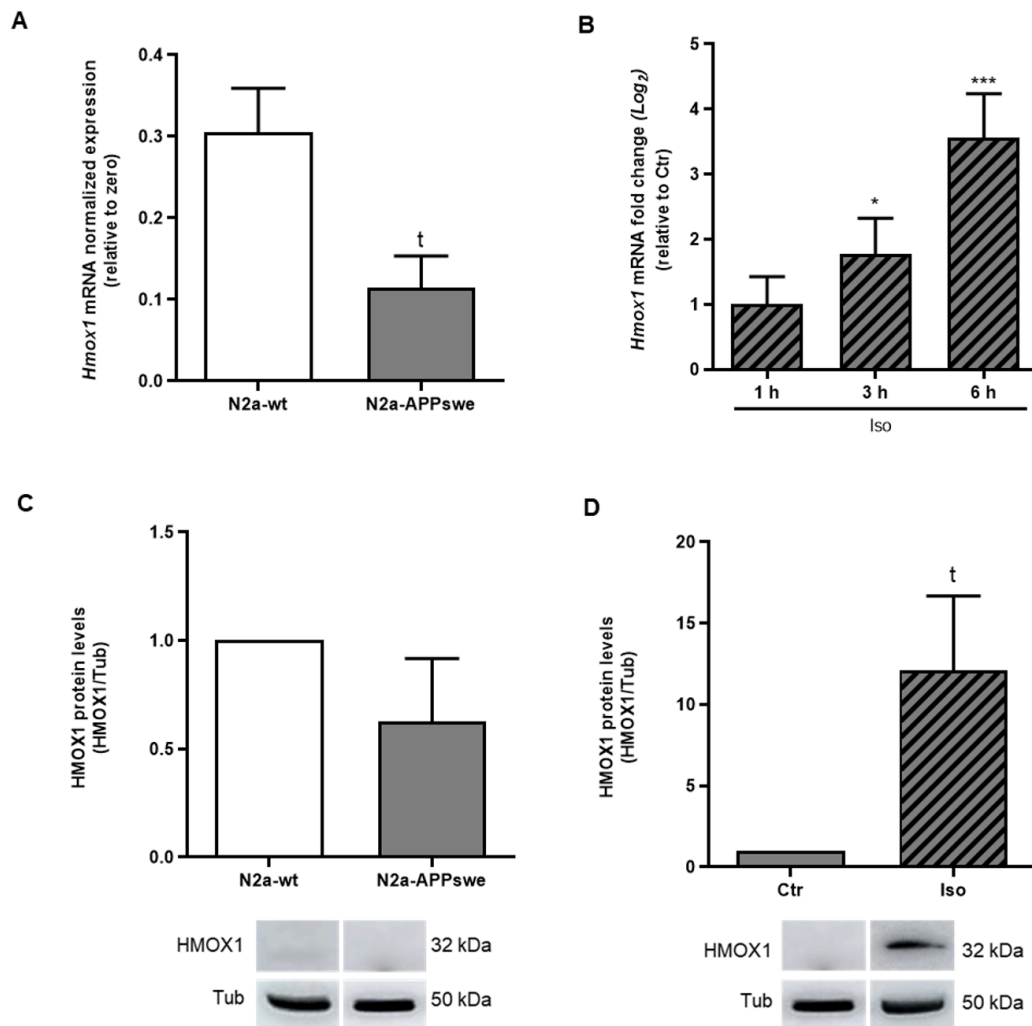 A
Hmox1 mRNA normalized expression
(relative to zero)
0.4
0.3
0.2
0.1
0.0
t
N2a-wt
N2a-APPswe
B
Hmox1 mRNA fold change (Log2)
(relative to Ctr)
5
4
3
2
1
0
*
***
1 h
3 h
6 h
Iso
C
HMOX1 protein levels
(HMOX1/Tub)
1.5
1.0
0.5
0.0
N2a-wt
N2a-APPswe
HMOX1
32 kDa
Tub
50 kDa
D
HMOX1 protein levels
(HMOX1/Tub)
20
15
10
5
0
t
Ctr
Iso
HMOX1
32 kDa
Tub
50 kDa